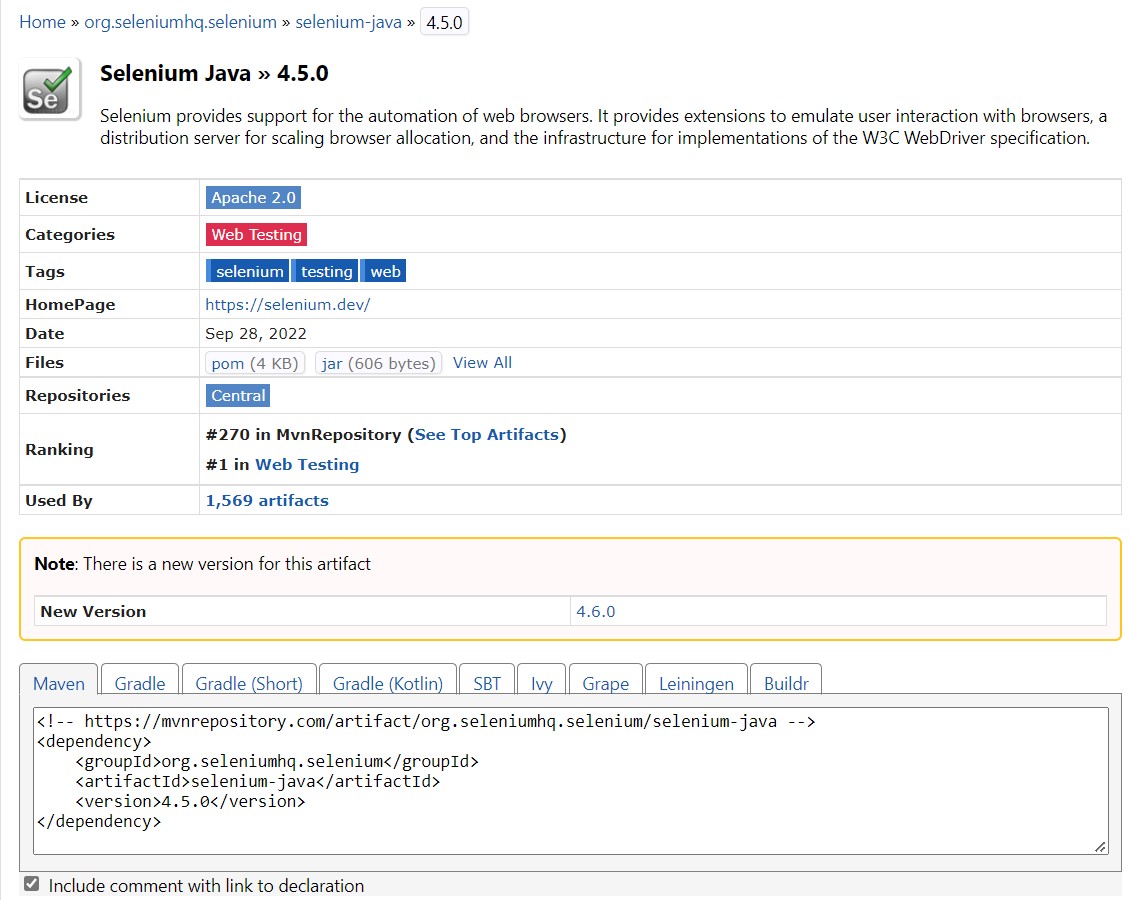 Home » org.seleniumhq.selenium » selenium-java » 4.5.0
Se
Selenium Java » 4.5.0
Selenium provides support for the automation of web browsers. It provides extensions to emulate user interaction with browsers, a
distribution server for scaling browser allocation, and the infrastructure for implementations of the W3C WebDriver specification.
License Apache 2.0
Categories Web Testing
Tags selenium testing web
HomePage https://selenium.dev/
Date Sep 28, 2022
Files pom (4 KB) jar (606 bytes) View All
Repositories Central
Ranking #270 in MvnRepository (See Top Artifacts)
#1 in Web Testing
Used By 1,569 artifacts
Note: There is a new version for this artifact
New Version 4.6.0
Maven Gradle Gradle (Short) Gradle (Kotlin) SBT Ivy Grape Leiningen Buildr
<!-- https://mvnrepository.com/artifact/org.seleniumhq.selenium/selenium-java -->
<dependency>
    <groupId>org.seleniumhq.selenium</groupId>
    <artifactId>selenium-java</artifactId>
    <version>4.5.0</version>
</dependency>
Include comment with link to declaration